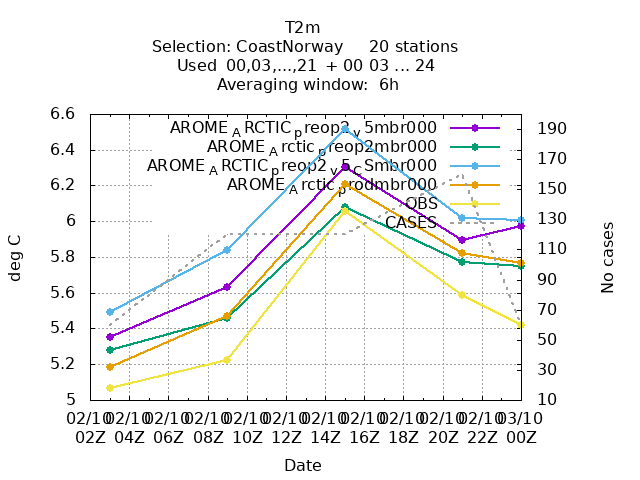 T2m
Selection: CoastNorway 20 stations
Used 00,03,...,21 + 00 03 ... 24
Averaging window: 6h
6.6
6.4
6.2
6
5.8
5.6
5.4
5.2
5
deg C
AROME_ARCTIC_preop2_v5mbr000
AROME_Arctic_preop2mbr000
AROME_ARCTIC_preop2_v5_CSmbr000
AROME_Arctic_prodmbr000
OBS
CASES
190
170
150
130
110
90
70
50
30
10
No cases
02/10 02/10 02/10 02/10 02/10 02/10 02/10 02/10 02/10 02/10 02/10 03/10
02Z 04Z 06Z 08Z 10Z 12Z 14Z 16Z 18Z 20Z 22Z 00Z
Date